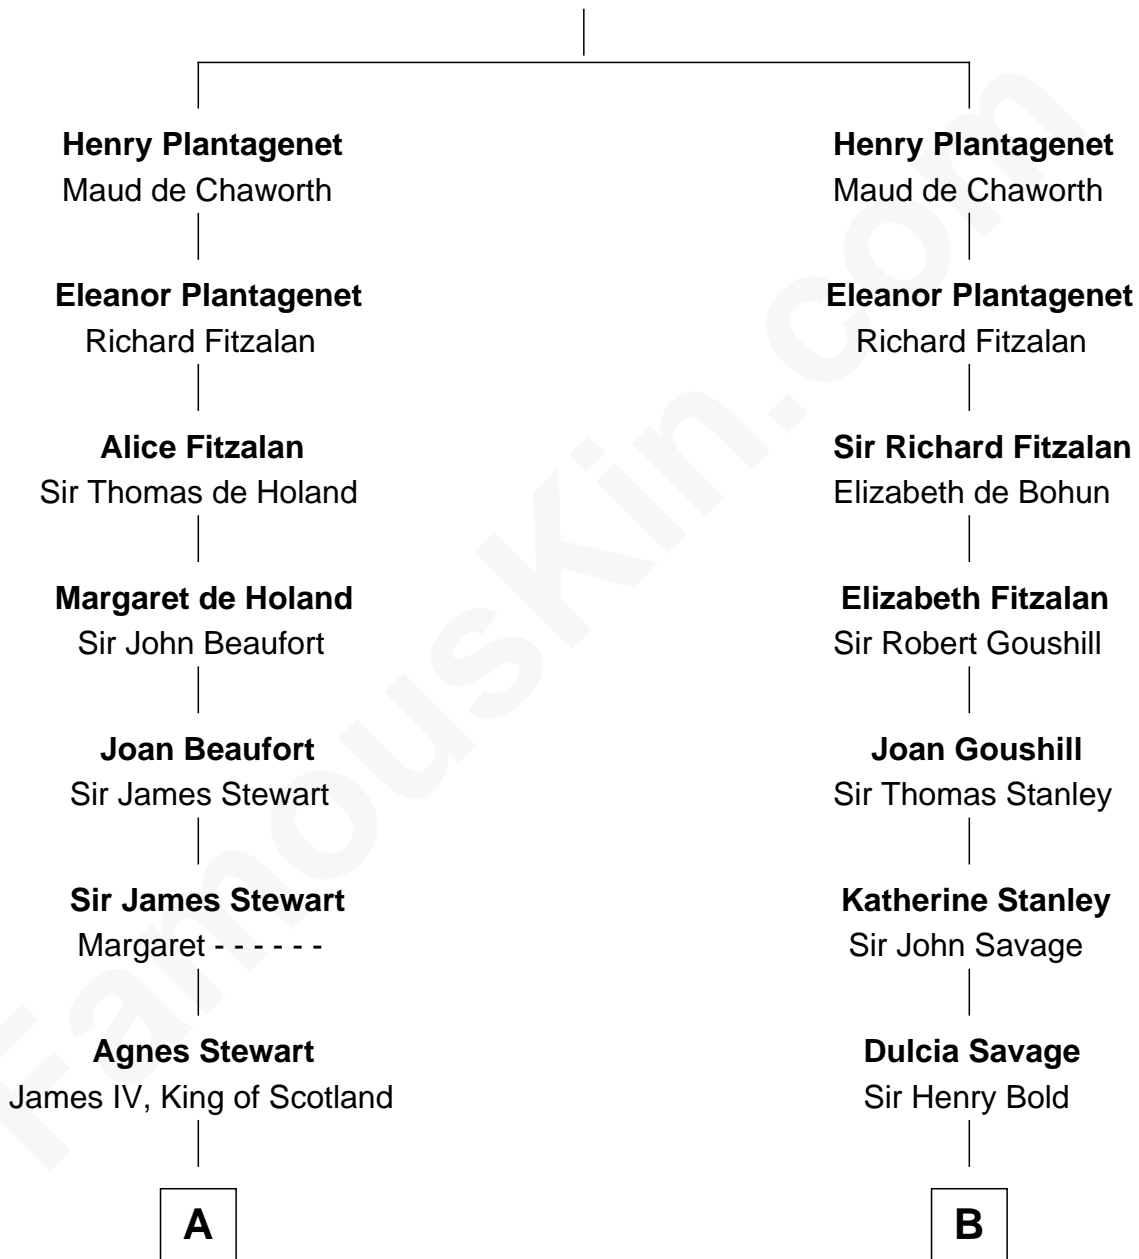 Henry Plantagenet
Maud de Chaworth
Eleanor Plantagenet
Richard Fitzalan
Alice Fitzalan
Sir Thomas de Holand
Margaret de Holand
Sir John Beaufort
Joan Beaufort
Sir James Stewart
Sir James Stewart
Margaret - - - - - -
Agnes Stewart
James IV, King of Scotland
A
Henry Plantagenet
Maud de Chaworth
Eleanor Plantagenet
Richard Fitzalan
Sir Richard Fitzalan
Elizabeth de Bohun
Elizabeth Fitzalan
Sir Robert Goushill
Joan Goushill
Sir Thomas Stanley
Katherine Stanley
Sir John Savage
Dulcia Savage
Sir Henry Bold
B
FamousKin.com